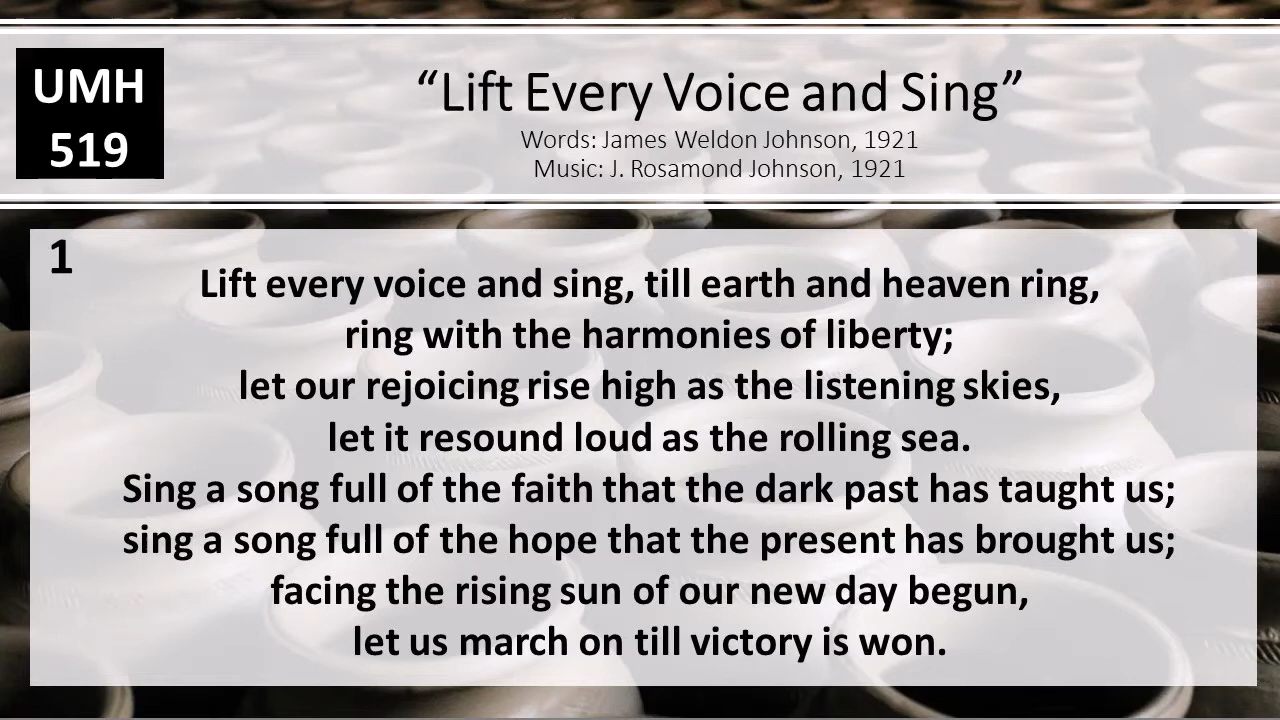 UMH
519
“Lift Every Voice and Sing”
Words: James Weldon Johnson, 1921
Music: J. Rosamond Johnson, 1921
1
Lift every voice and sing, till earth and heaven ring,
ring with the harmonies of liberty;
let our rejoicing rise high as the listening skies,
let it resound loud as the rolling sea.
Sing a song full of the faith that the dark past has taught us;
sing a song full of the hope that the present has brought us;
facing the rising sun of our new day begun,
let us march on till victory is won.